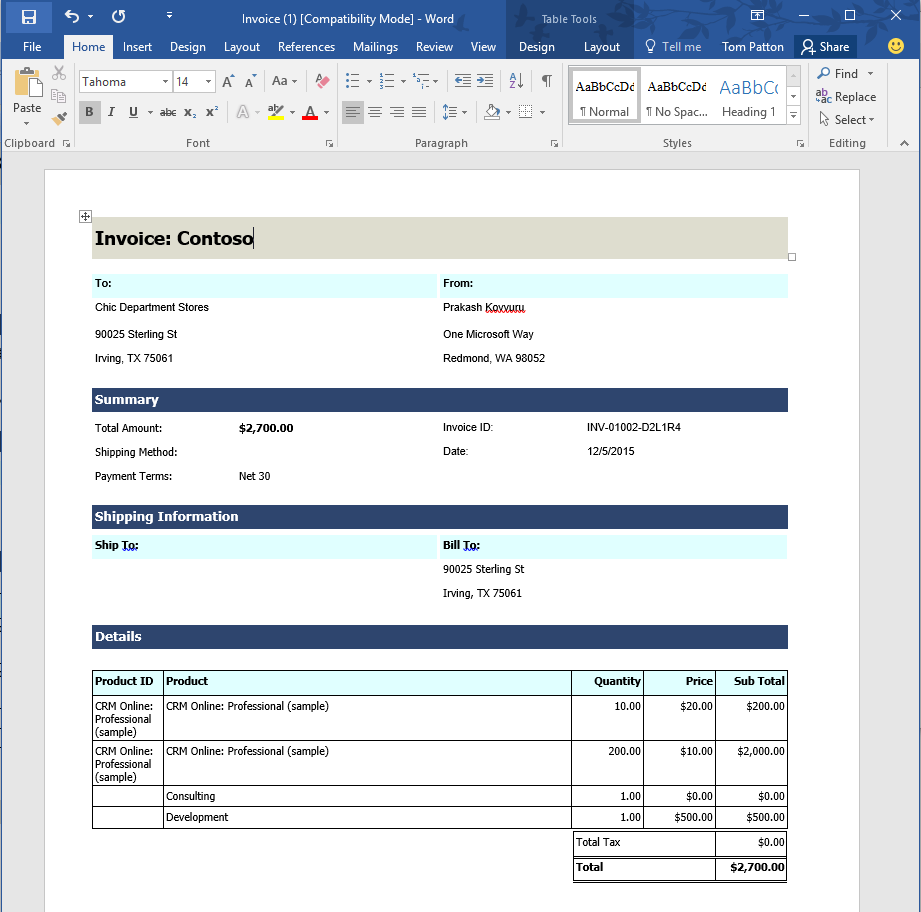 Invoice (1) [Compatibility Mode] - Word
Table Tools
File Home Insert Design Layout References Mailings Review View Design Layout Tell me Tom Patton Share
Tahoma 14 A A Aa
Find
Paste
B I U abc x₂ x² A ab A
AaBbCcDd AaBbCcDd AaBbCc
Replace
¶ Normal ¶ No Spac... Heading 1
Select
Clipboard Font Paragraph Styles Editing
Invoice: Contoso
To: From:
Chic Department Stores Prakash Kovvuru
90025 Sterling St One Microsoft Way
Irving, TX 75061 Redmond, WA 98052
Summary
Total Amount: $2,700.00 Invoice ID: INV-01002-D2L1R4
Shipping Method: Date: 12/5/2015
Payment Terms: Net 30
Shipping Information
Ship To: Bill To:
90025 Sterling St
Irving, TX 75061
Details
Product ID Product Quantity Price Sub Total
CRM Online: Professional (sample) CRM Online: Professional (sample) 10.00 $20.00 $200.00
CRM Online: Professional (sample) CRM Online: Professional (sample) 200.00 $10.00 $2,000.00
Consulting 1.00 $0.00 $0.00
Development 1.00 $500.00 $500.00
Total Tax $0.00
Total $2,700.00